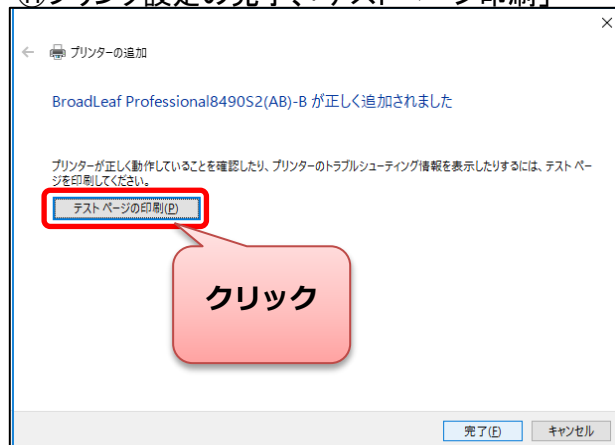 プリンターの追加
BroadLeaf Professional8490S2(AB)-B が正しく追加されました
プリンターが正しく動作していることを確認したり、プリンターのトラブルシューティング情報を表示したりするには、テスト ペー
ジを印刷してください。
テスト ページの印刷(P)
クリック
完了(F)
キャンセル